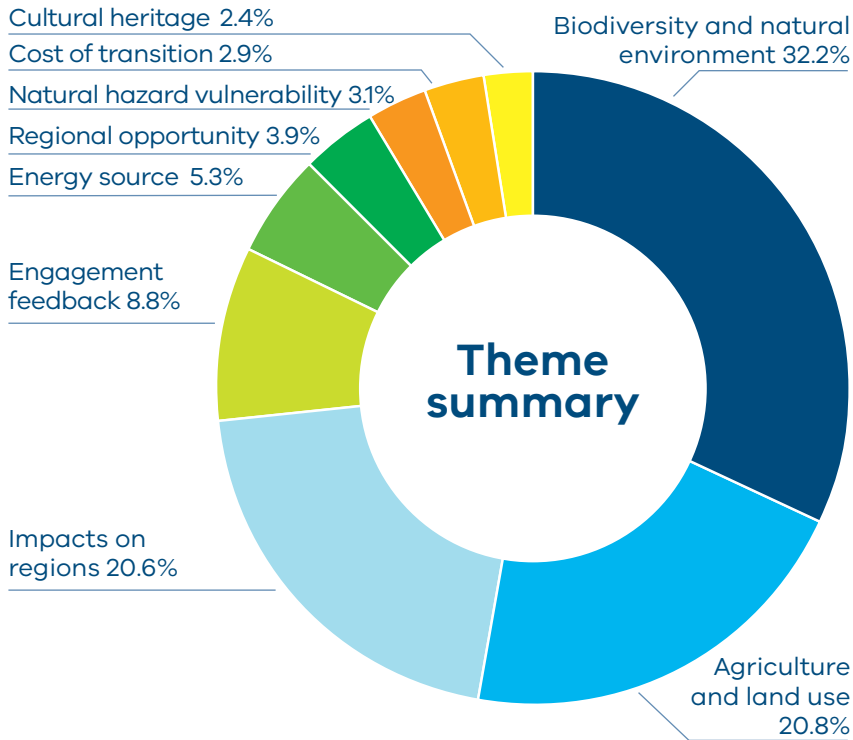 Cultural heritage 2.4%
Cost of transition 2.9%
Natural hazard vulnerability 3.1%
Regional opportunity 3.9%
Energy source 5.3%
Engagement
feedback 8.8%
Impacts on
regions 20.6%
Biodiversity and natural
environment 32.2%
Theme
summary
Agriculture
and land use
20.8%